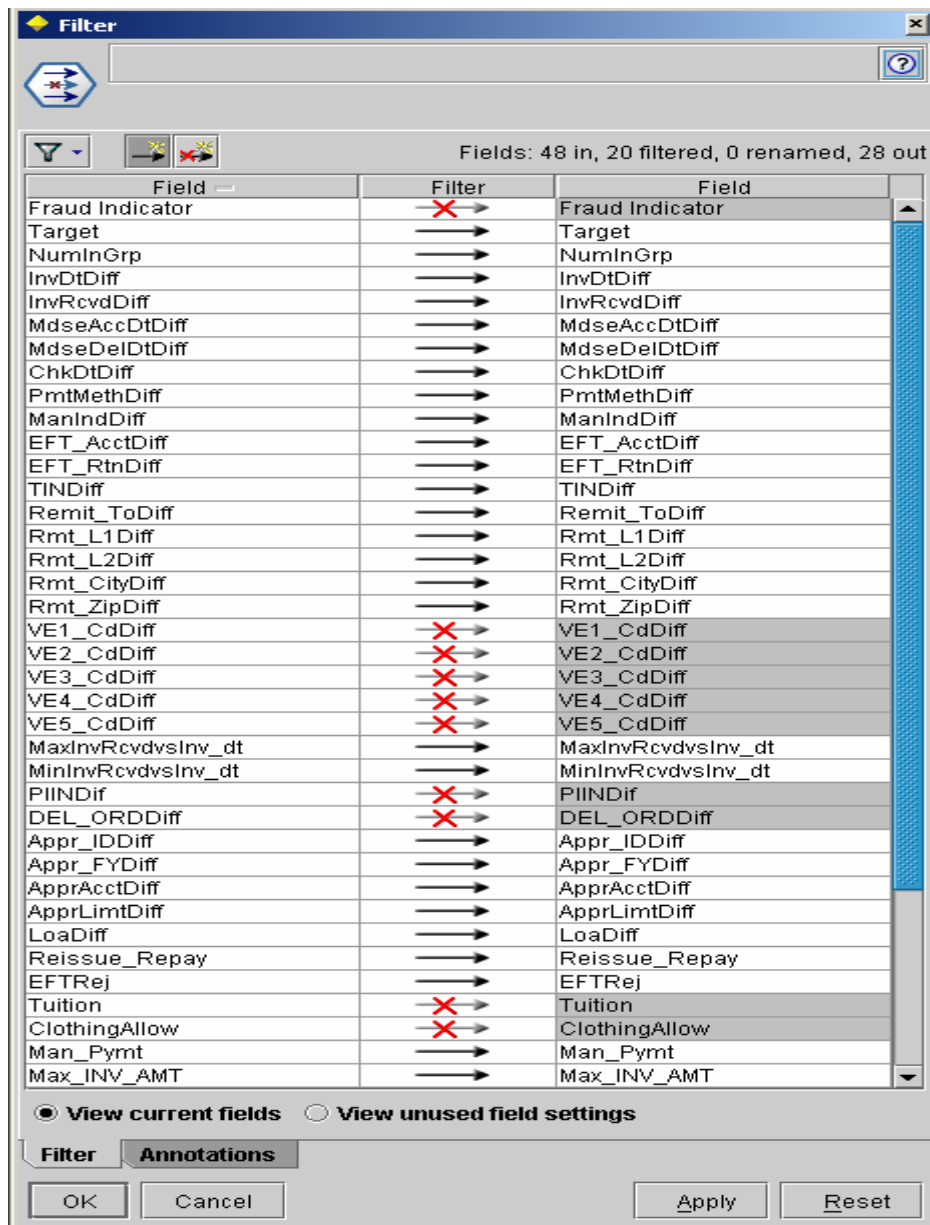 Filter
Fields: 48 in, 20 filtered, 0 renamed, 28 out
Field Filter Field
Fraud Indicator Fraud Indicator
Target Target
NumInGrp NumInGrp
InvDtDiff InvDtDiff
InvRcvdDiff InvRcvdDiff
MdseAccDtDiff MdseAccDtDiff
MdseDelDtDiff MdseDelDtDiff
ChkDtDiff ChkDtDiff
PmtMethDiff PmtMethDiff
ManIndDiff ManIndDiff
EFT_AcctDiff EFT_AcctDiff
EFT_RtnDiff EFT_RtnDiff
TINDiff TINDiff
Remit_ToDiff Remit_ToDiff
Rmt_L1Diff Rmt_L1Diff
Rmt_L2Diff Rmt_L2Diff
Rmt_CityDiff Rmt_CityDiff
Rmt_ZipDiff Rmt_ZipDiff
VE1_CdDiff VE1_CdDiff
VE2_CdDiff VE2_CdDiff
VE3_CdDiff VE3_CdDiff
VE4_CdDiff VE4_CdDiff
VE5_CdDiff VE5_CdDiff
MaxInvRcvdvsInv_dt MaxInvRcvdvsInv_dt
MinInvRcvdvsInv_dt MinInvRcvdvsInv_dt
PIINDif PIINDif
DEL_ORDDiff DEL_ORDDiff
Appr_IDDiff Appr_IDDiff
Appr_FYDiff Appr_FYDiff
ApprAcctDiff ApprAcctDiff
ApprLimtDiff ApprLimtDiff
LoaDiff LoaDiff
Reissue_Repay Reissue_Repay
EFTRej EFTRej
Tuition Tuition
ClothingAllow ClothingAllow
Man_Pymt Man_Pymt
Max_INV_AMT Max_INV_AMT
View current fields View unused field settings
Filter Annotations
OK Cancel Apply Reset